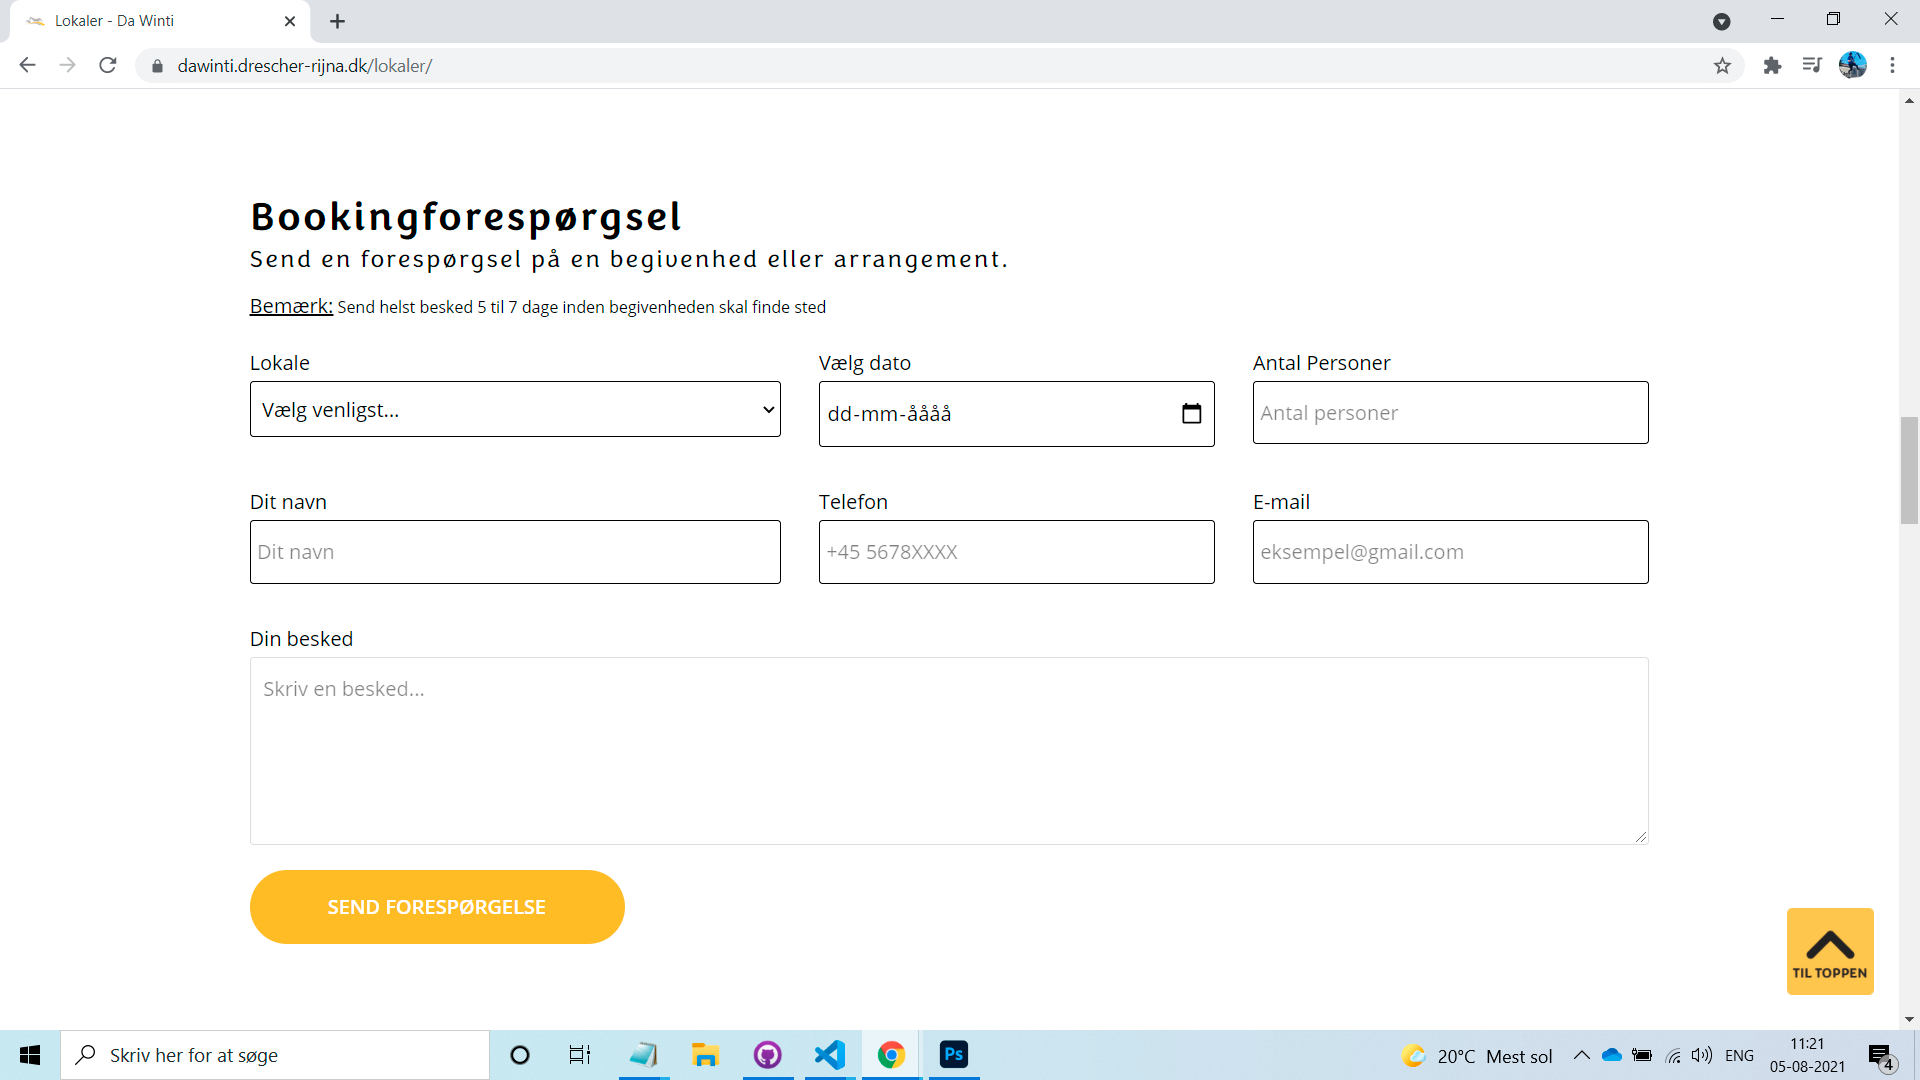 Lokaler - Da Winti
dawinti.drescher-rijna.dk/lokaler/
Bookingforespørgsel
Send en forespørgsel på en begivenhed eller arrangement.
Bemærk: Send helst besked 5 til 7 dage inden begivenheden skal finde sted
Lokale
Vælg dato
Antal Personer
Vælg venligst...
dd-mm-åååå
Antal personer
Dit navn
Telefon
E-mail
Dit navn
+45 5678XXXX
eksempel@gmail.com
Din besked
Skriv en besked...
SEND FORESPØRGELSE
TIL TOPPEN
Skriv her for at søge
Ps
20°C Mest sol
ENG
11:21
05-08-2021
4